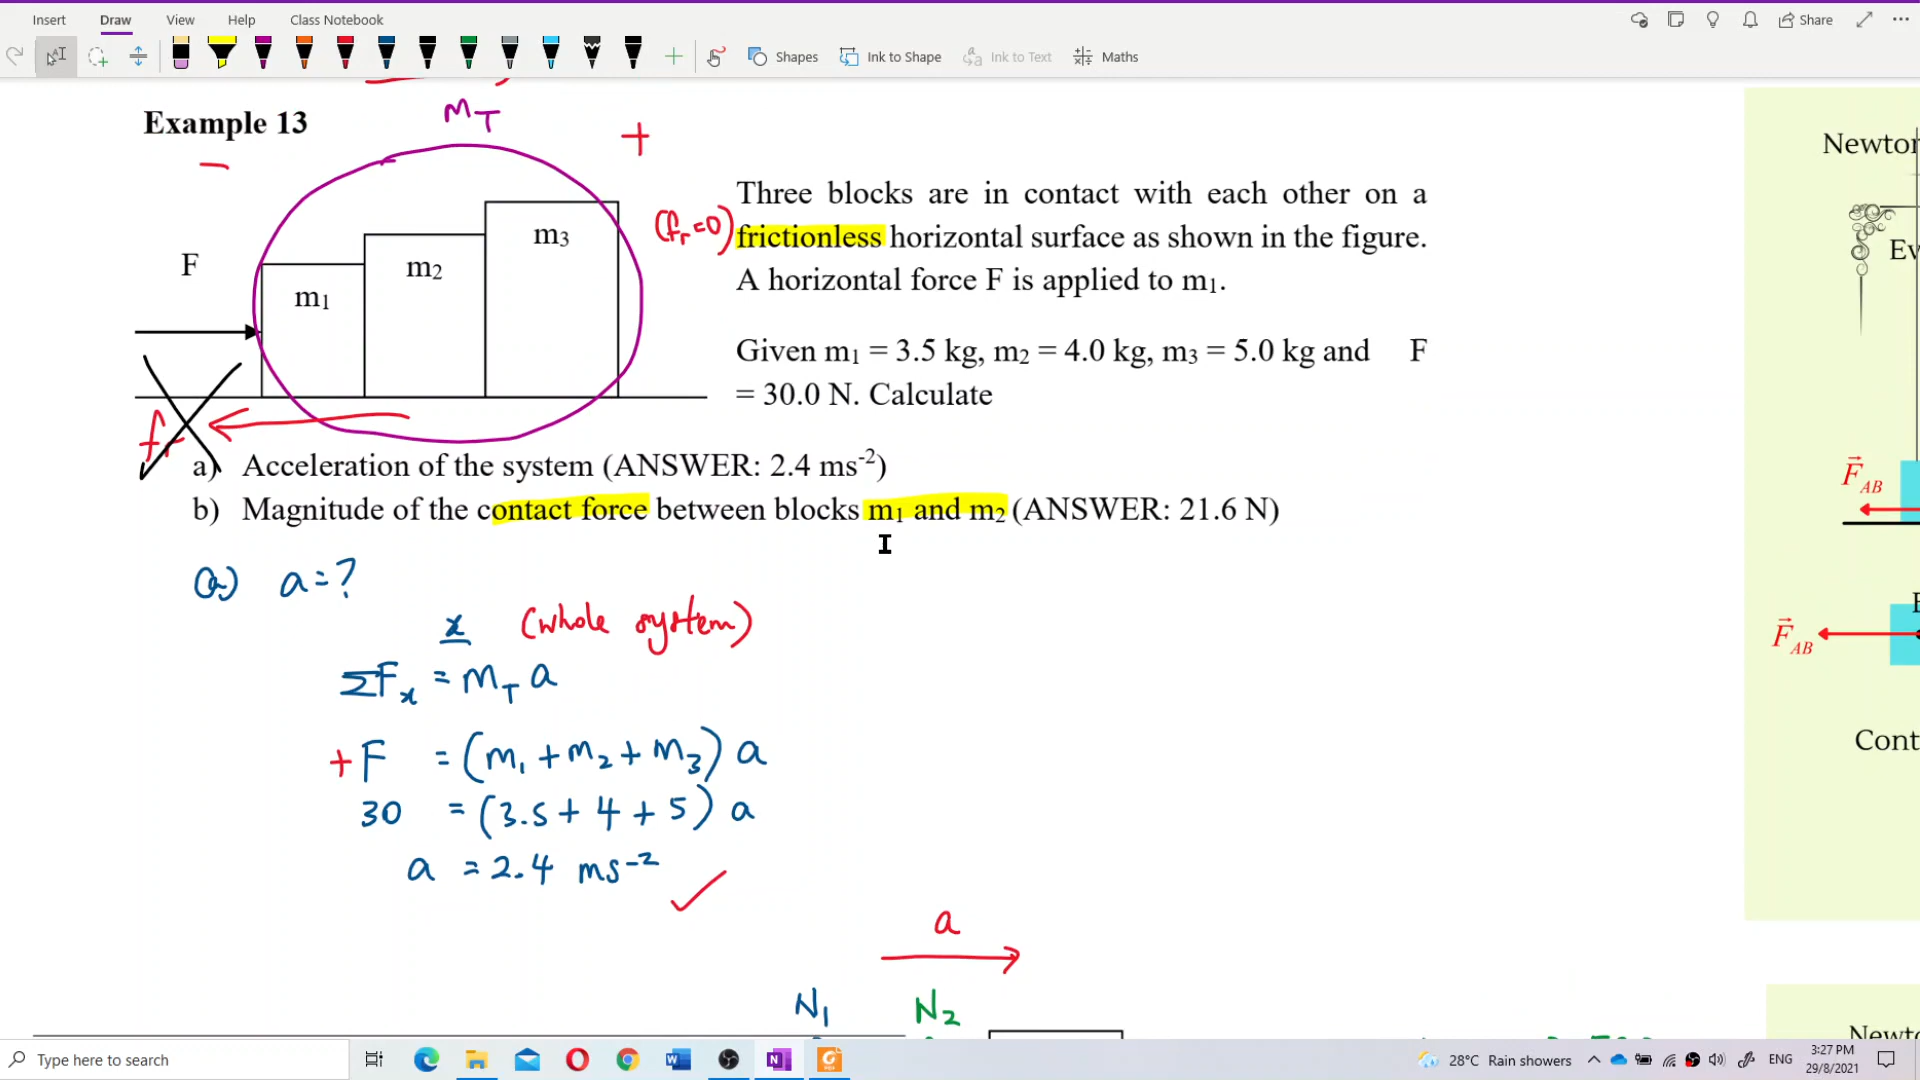 Insert Draw View Help Class Notebook
Share
Shapes Ink to Shape Ink to Text Maths
Example 13
m_T
− +
Three blocks are in contact with each other on a
(fr=0) frictionless horizontal surface as shown in the figure.
A horizontal force F is applied to m₁.
F
m₁
m₂
m₃
Given m₁ = 3.5 kg, m₂ = 4.0 kg, m₃ = 5.0 kg and F
= 30.0 N. Calculate
fr
a) Acceleration of the system (ANSWER: 2.4 ms⁻²)
b) Magnitude of the contact force between blocks m₁ and m₂ (ANSWER: 21.6 N)
a) a = ?
x (whole system)
ΣFₓ = m_T a
+F = (m₁ + m₂ + m₃) a
30 = (3.5 + 4 + 5) a
a = 2.4 ms⁻²
a
N₁ N₂
F_AB
F_AB
Cont
Type here to search
28°C Rain showers ENG 3:27 PM
29/8/2021